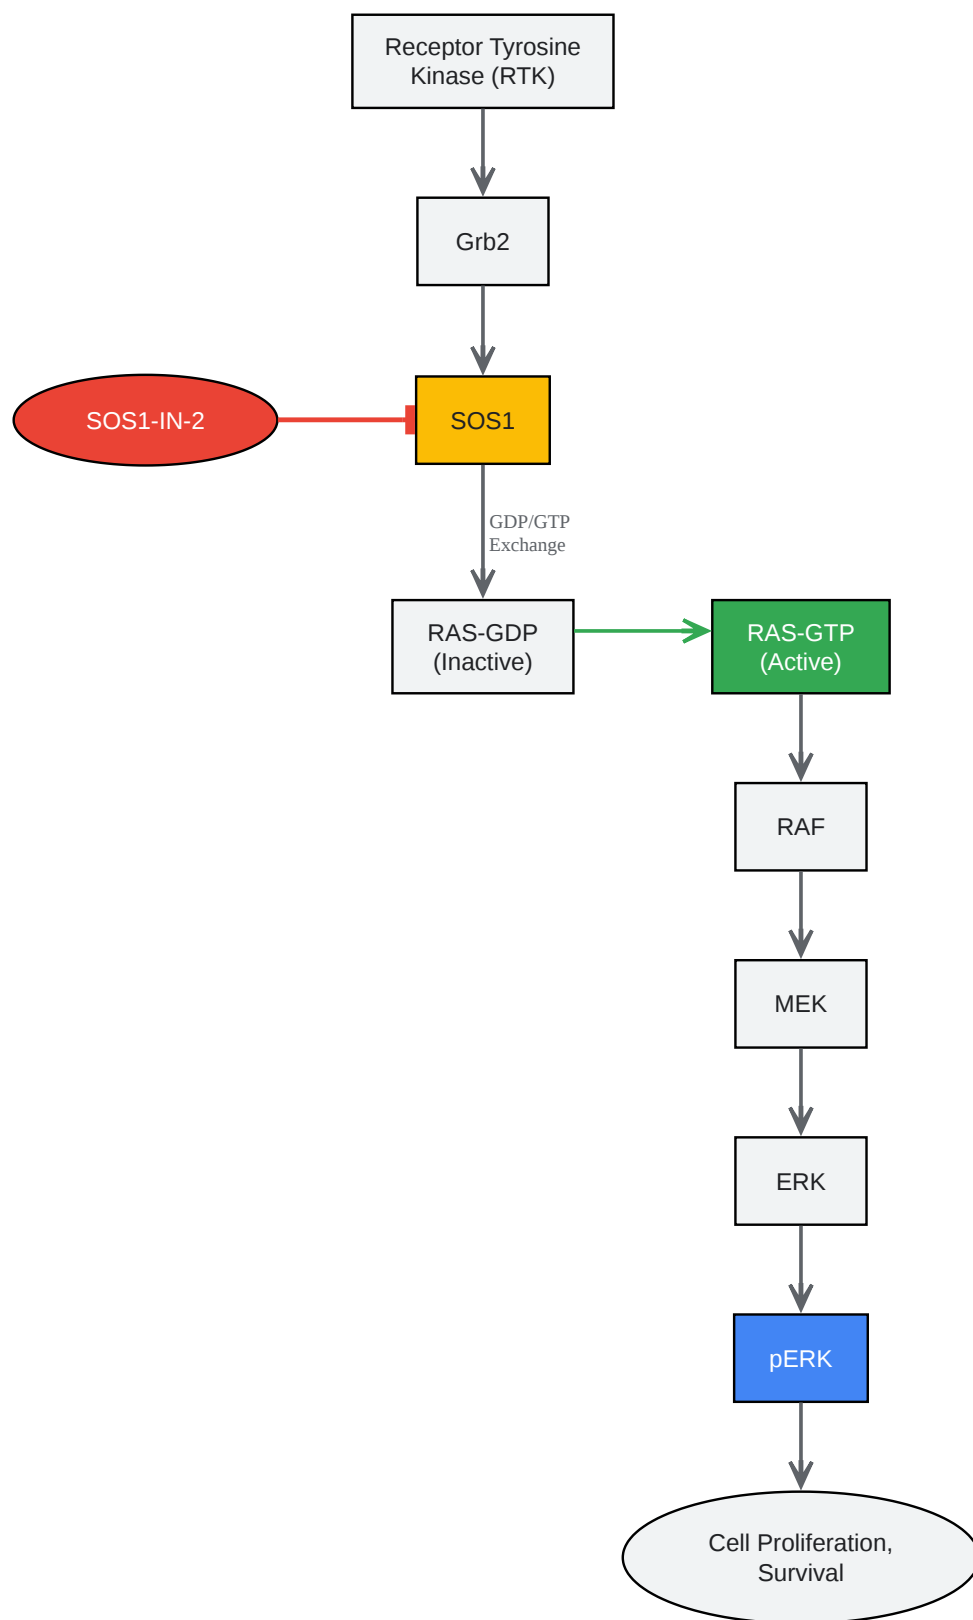 Receptor Tyrosine
Kinase (RTK)
Grb2
SOS1-IN-2
SOS1
GDP/GTP
Exchange
RAS-GDP
(Inactive)
RAS-GTP
(Active)
RAF
MEK
ERK
pERK
Cell Proliferation,
Survival